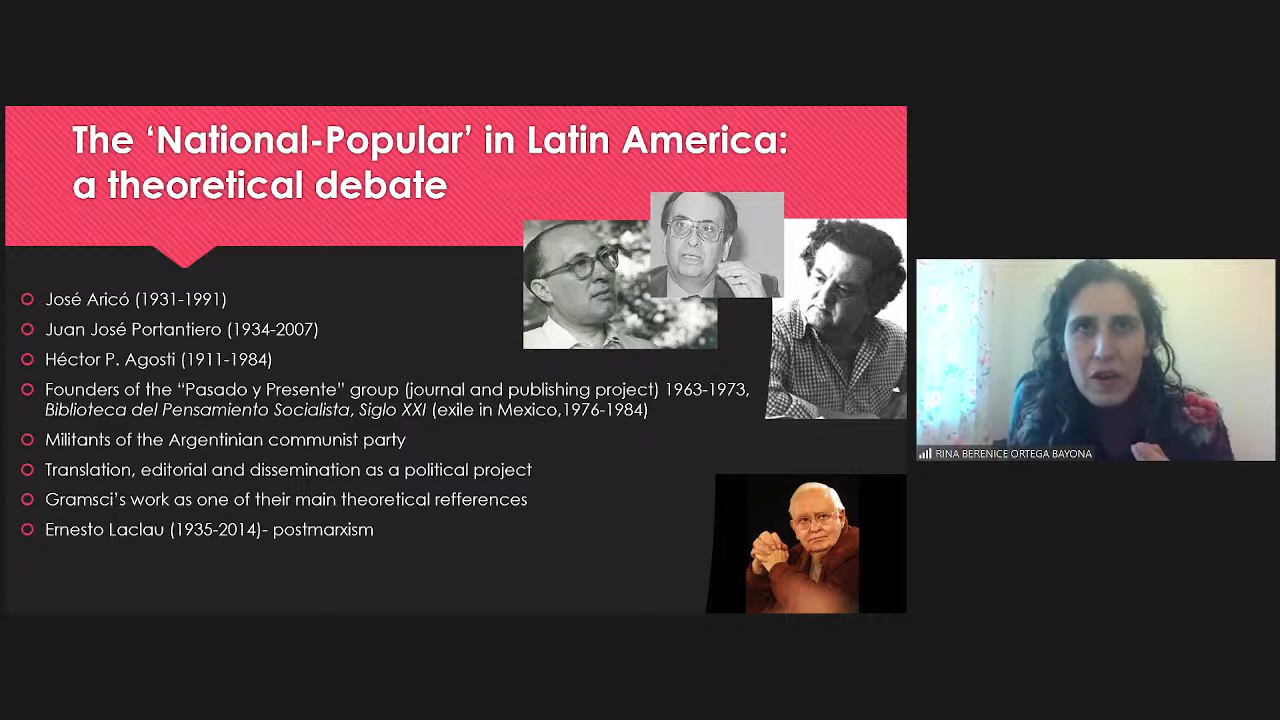 The ‘National-Popular’ in Latin America:
a theoretical debate
José Aricó (1931-1991)
Juan José Portantiero (1934-2007)
Héctor P. Agosti (1911-1984)
Founders of the “Pasado y Presente” group (journal and publishing project) 1963-1973,
Biblioteca del Pensamiento Socialista, Siglo XXI (exile in Mexico,1976-1984)
Militants of the Argentinian communist party
Translation, editorial and dissemination as a political project
Gramsci’s work as one of their main theoretical refferences
Ernesto Laclau (1935-2014)- postmarxism
RINA BERENICE ORTEGA BAYONA